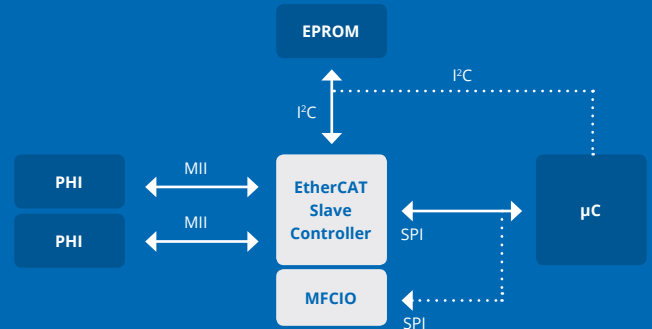 EPROM
I²C
I²C
PHI
MII
EtherCAT
Slave
Controller
µC
PHI
MII
SPI
MFCIO
SPI